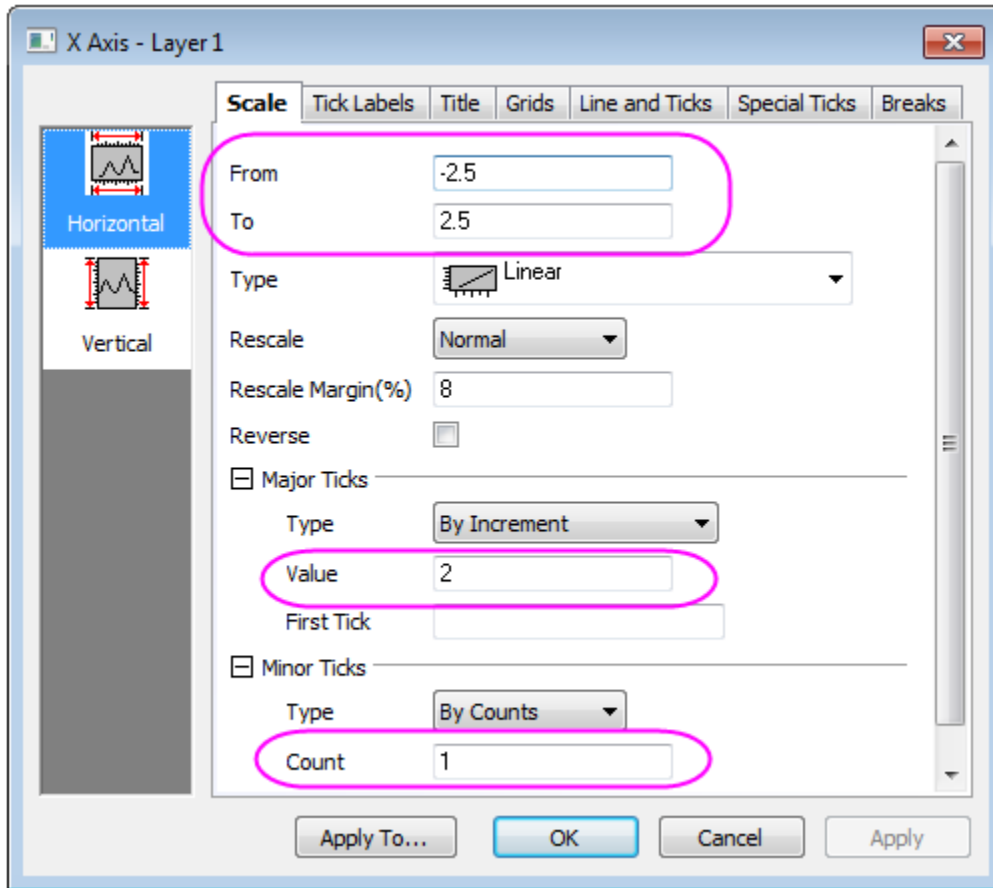 X Axis - Layer 1
Scale Tick Labels Title Grids Line and Ticks Special Ticks Breaks
Horizontal
Vertical
From -2.5
To 2.5
Type Linear
Rescale Normal
Rescale Margin(%) 8
Reverse
Major Ticks
Type By Increment
Value 2
First Tick
Minor Ticks
Type By Counts
Count 1
Apply To... OK Cancel Apply